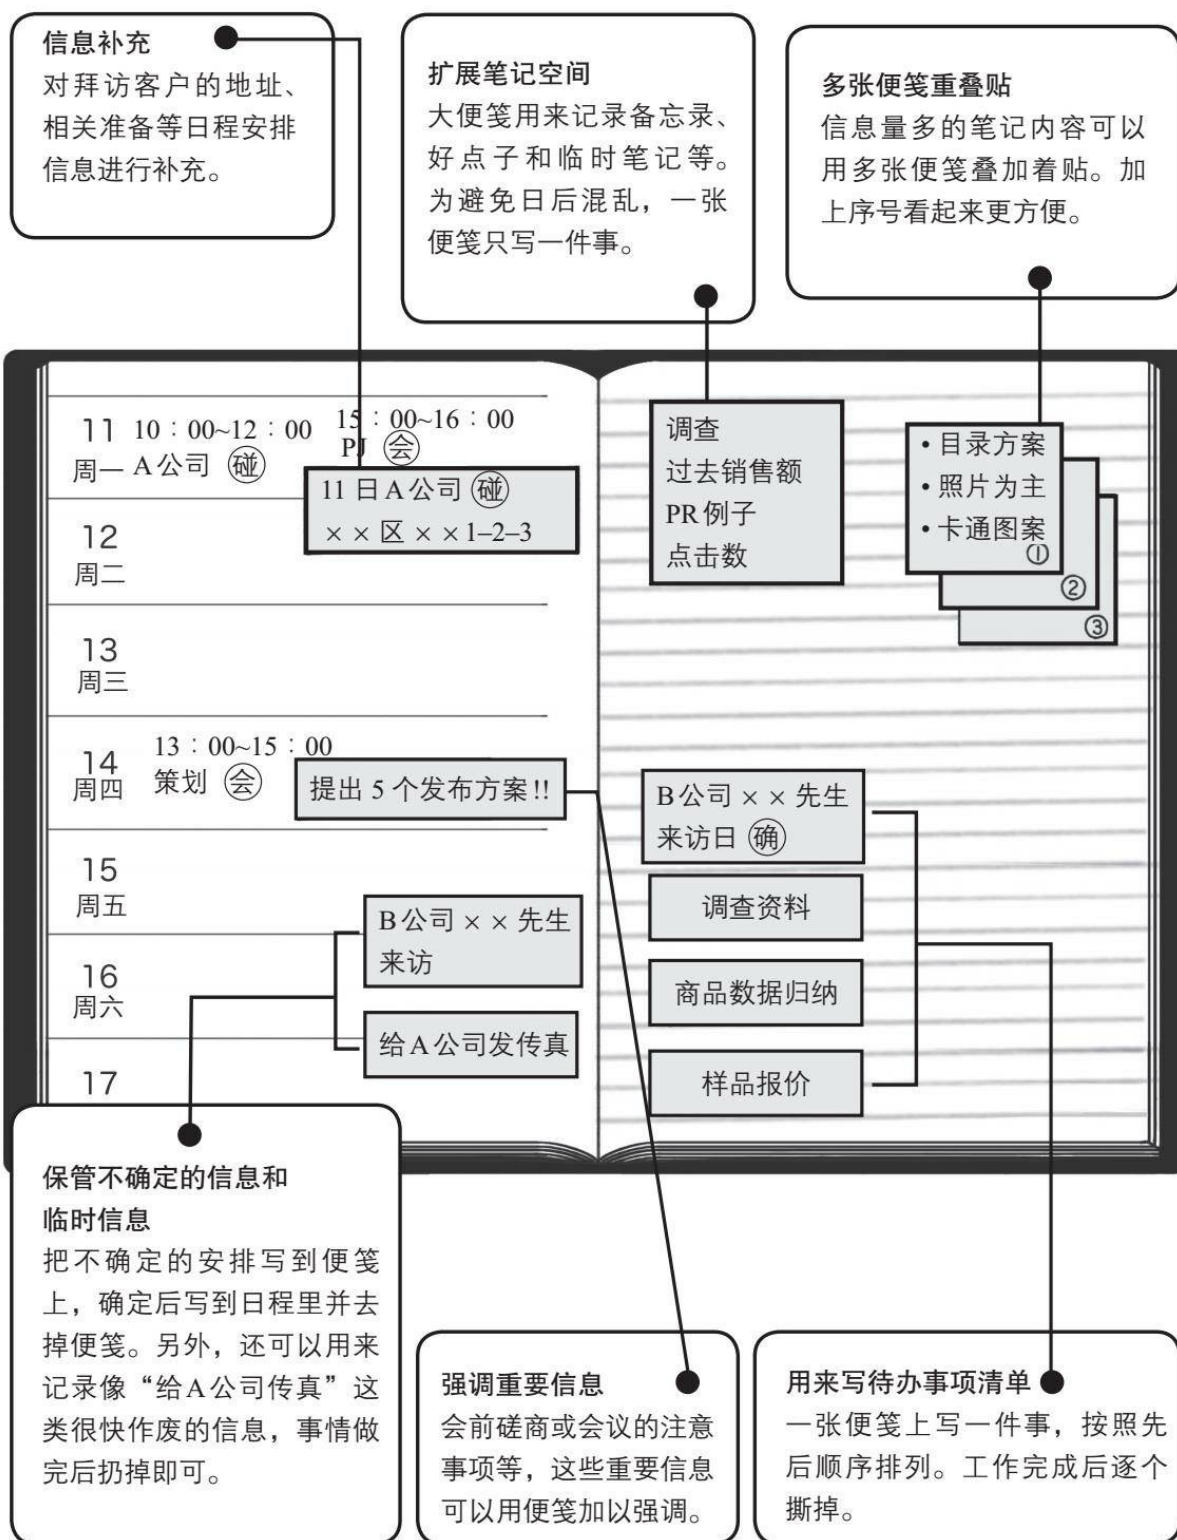 信息补充
对拜访客户的地址、
相关准备等日程安排
信息进行补充。
扩展笔记空间
大便笺用来记录备忘录、
好点子和临时笔记等。
为避免日后混乱，一张
便笺只写一件事。
多张便笺重叠贴
信息量多的笔记内容可以
用多张便笺叠加着贴。加
上序号看起来更方便。
11
周一
10：00~12：00
A公司 碰
15：00~16：00
PJ 会
11 日A公司 碰
××区××1–2–3
12
周二
13
周三
14
周四
13：00~15：00
策划 会
提出 5 个发布方案!!
15
周五
16
周六
17
B公司××先生
来访
给A公司发传真
调查
过去销售额
PR例子
点击数
• 目录方案
• 照片为主
• 卡通图案
①
②
③
B公司××先生
来访日 确
调查资料
商品数据归纳
样品报价
保管不确定的信息和
临时信息
把不确定的安排写到便笺
上，确定后写到日程里并去
掉便笺。另外，还可以用来
记录像“给A公司传真”这
类很快作废的信息，事情做
完后扔掉即可。
强调重要信息
会前磋商或会议的注意
事项等，这些重要信息
可以用便笺加以强调。
用来写待办事项清单
一张便笺上写一件事，按照先
后顺序排列。工作完成后逐个
撕掉。